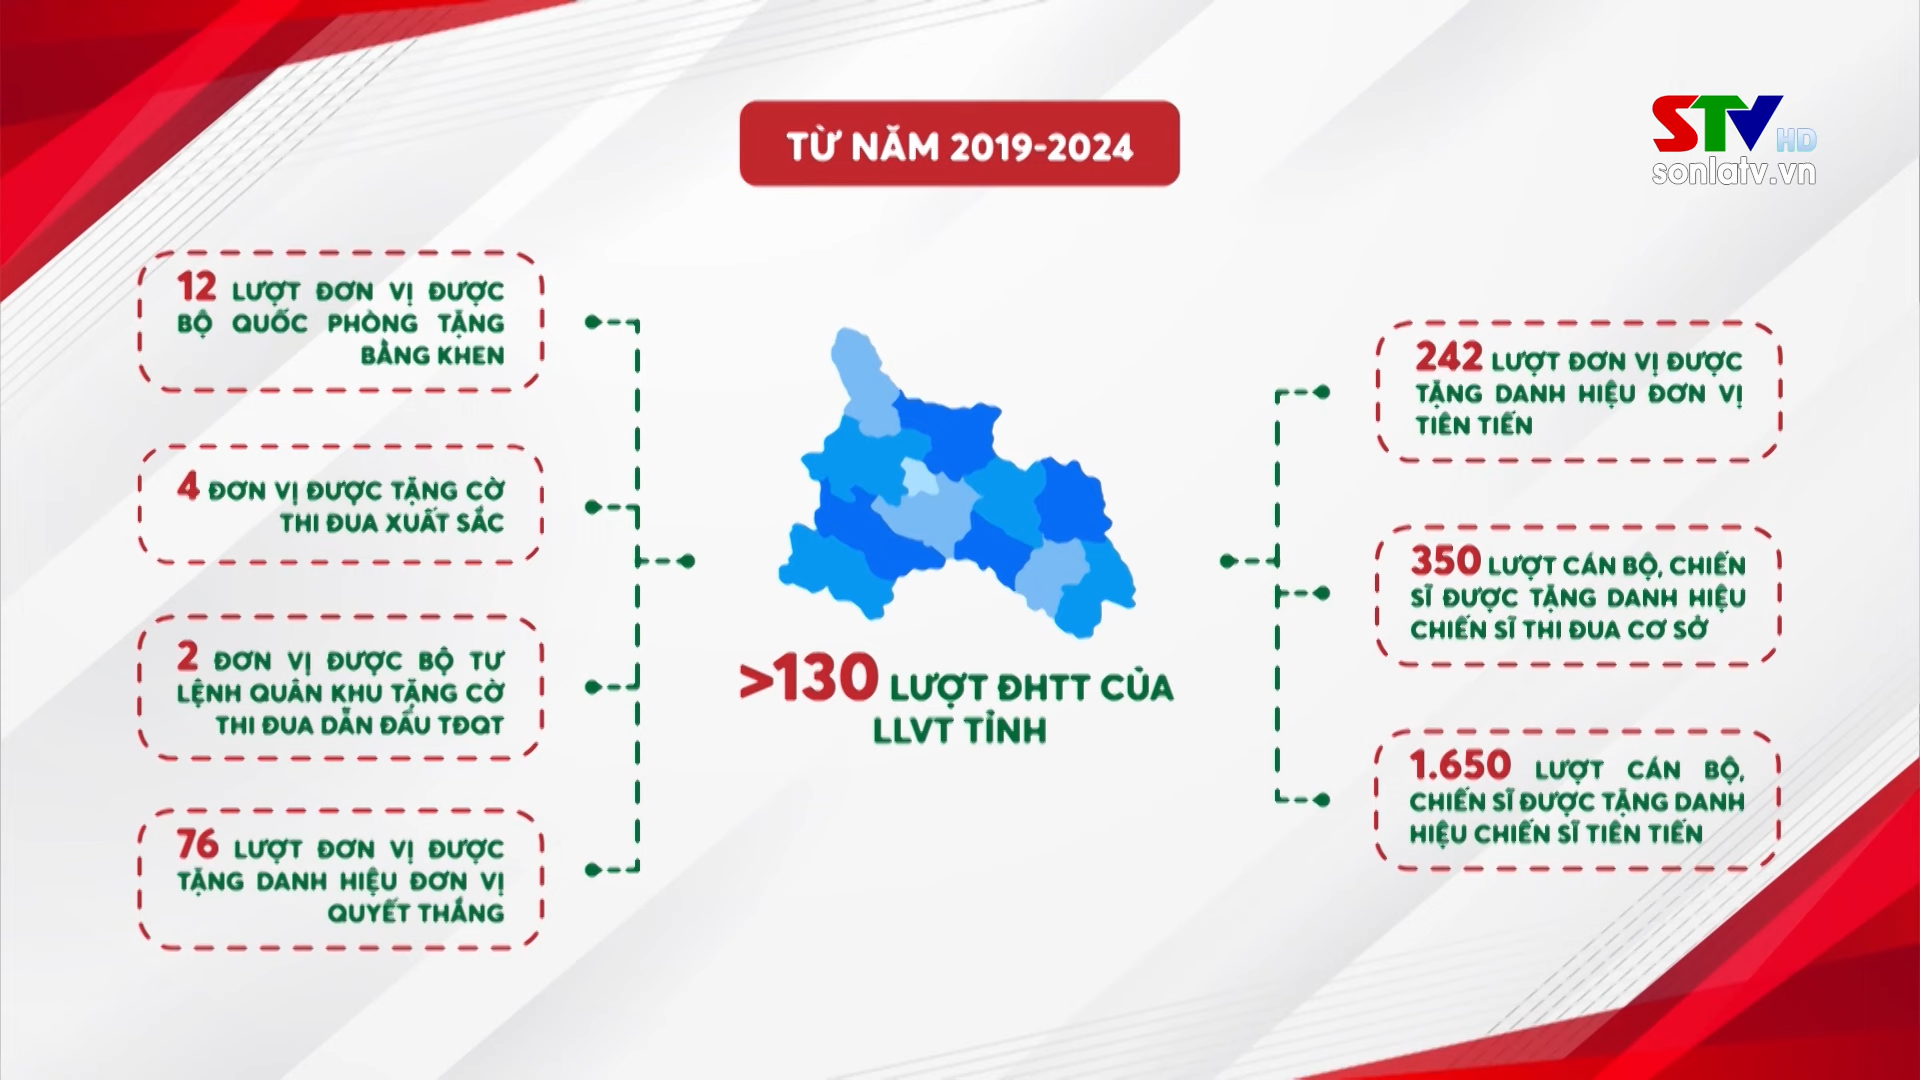 TỪ NĂM 2019-2024
STV HD
sonlatv.vn
12 LƯỢT ĐƠN VỊ ĐƯỢC
BỘ QUỐC PHÒNG TẶNG
BẰNG KHEN
4 ĐƠN VỊ ĐƯỢC TẶNG CỜ
THI ĐUA XUẤT SẮC
2 ĐƠN VỊ ĐƯỢC BỘ TƯ
LỆNH QUÂN KHU TẶNG CỜ
THI ĐUA DẪN ĐẦU TĐQT
76 LƯỢT ĐƠN VỊ ĐƯỢC
TẶNG DANH HIỆU ĐƠN VỊ
QUYẾT THẮNG
>130 LƯỢT ĐHTT CỦA
LLVT TỈNH
242 LƯỢT ĐƠN VỊ ĐƯỢC
TẶNG DANH HIỆU ĐƠN VỊ
TIÊN TIẾN
350 LƯỢT CÁN BỘ, CHIẾN
SĨ ĐƯỢC TẶNG DANH HIỆU
CHIẾN SĨ THI ĐUA CƠ SỞ
1.650 LƯỢT CÁN BỘ,
CHIẾN SĨ ĐƯỢC TẶNG DANH
HIỆU CHIẾN SĨ TIÊN TIẾN